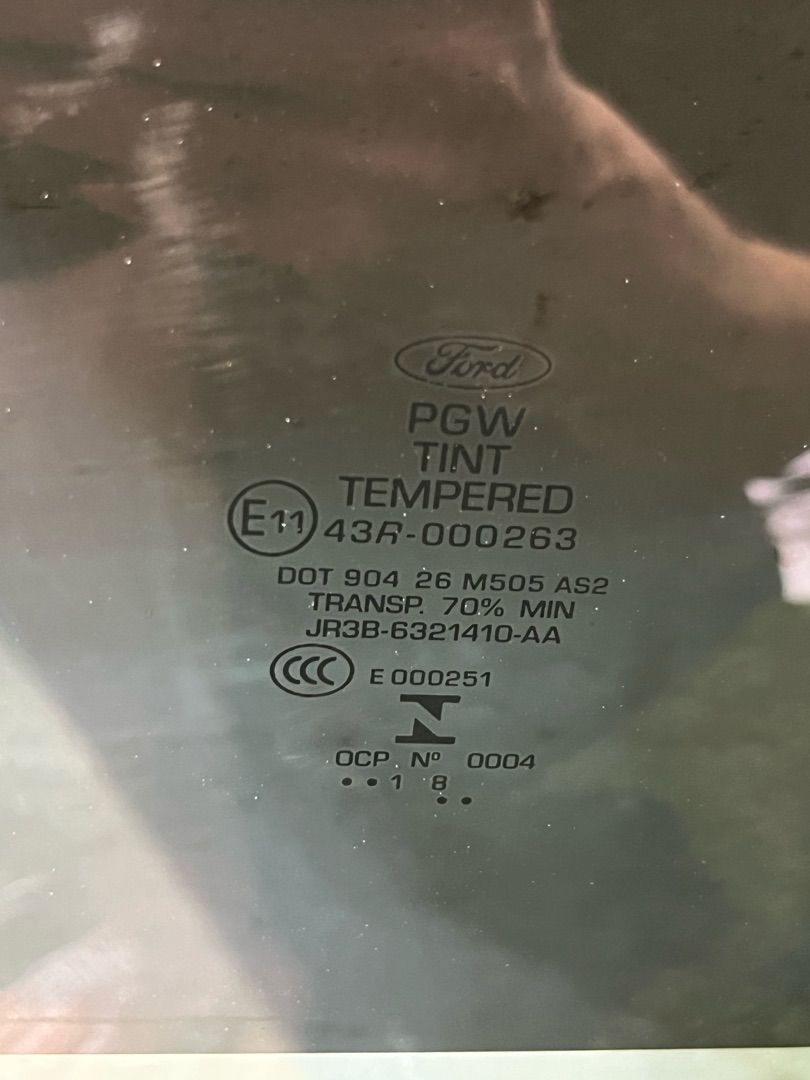 Ford
PGW
TINT
TEMPERED
E11 43R-000263
DOT 904 26 M505 AS2
TRANSP. 70% MIN
JR3B-6321410-AA
CCC E 000251
OCP Nº 0004
• • 1 8
• •